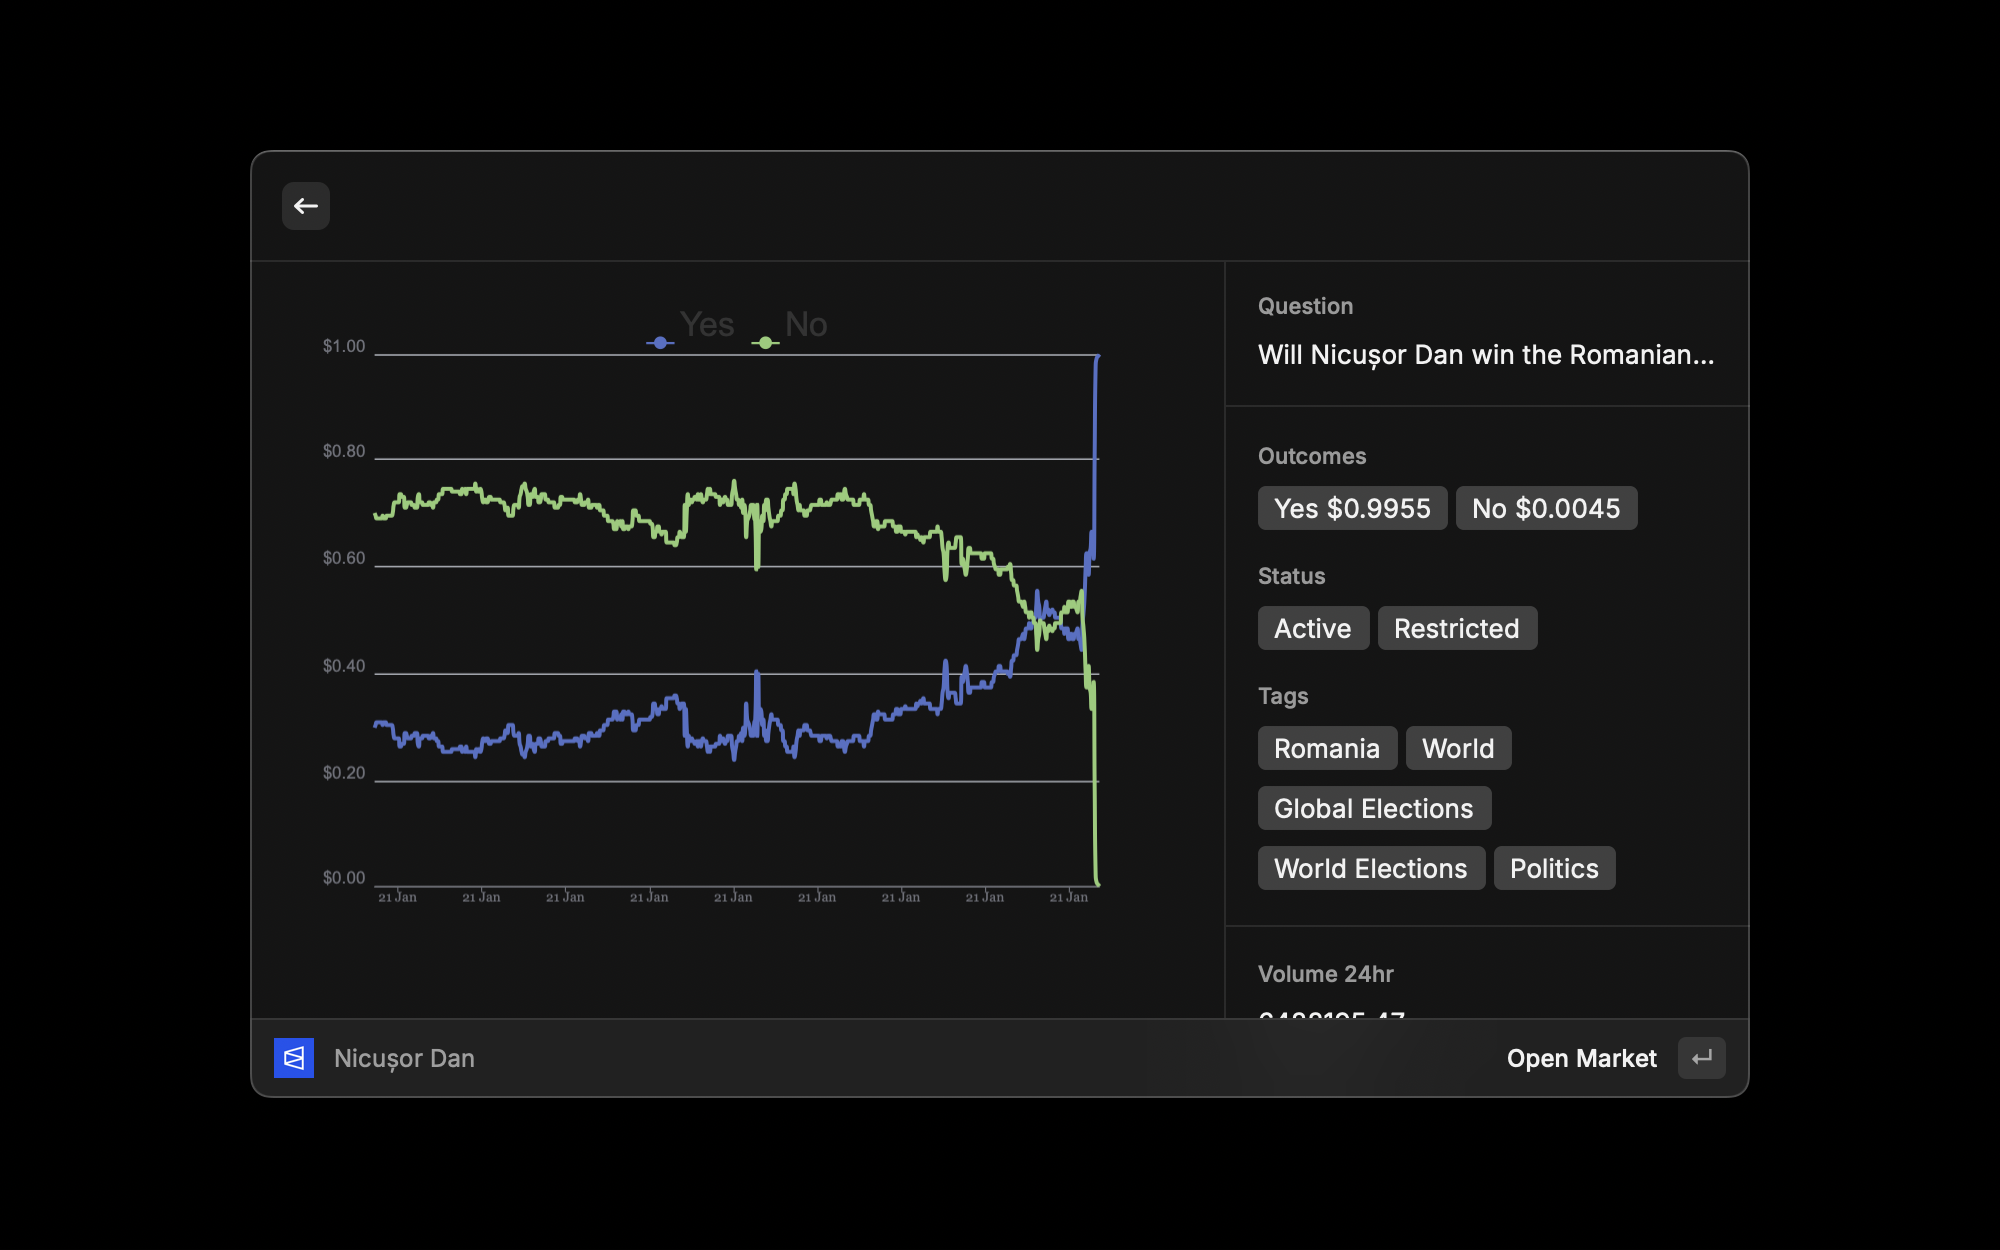 Yes No
$1.00
$0.80
$0.60
$0.40
$0.20
$0.00
21 Jan 21 Jan 21 Jan 21 Jan 21 Jan 21 Jan 21 Jan 21 Jan 21 Jan
Question
Will Nicușor Dan win the Romanian...
Outcomes
Yes $0.9955 No $0.0045
Status
Active Restricted
Tags
Romania World
Global Elections
World Elections Politics
Volume 24hr
Nicușor Dan
Open Market